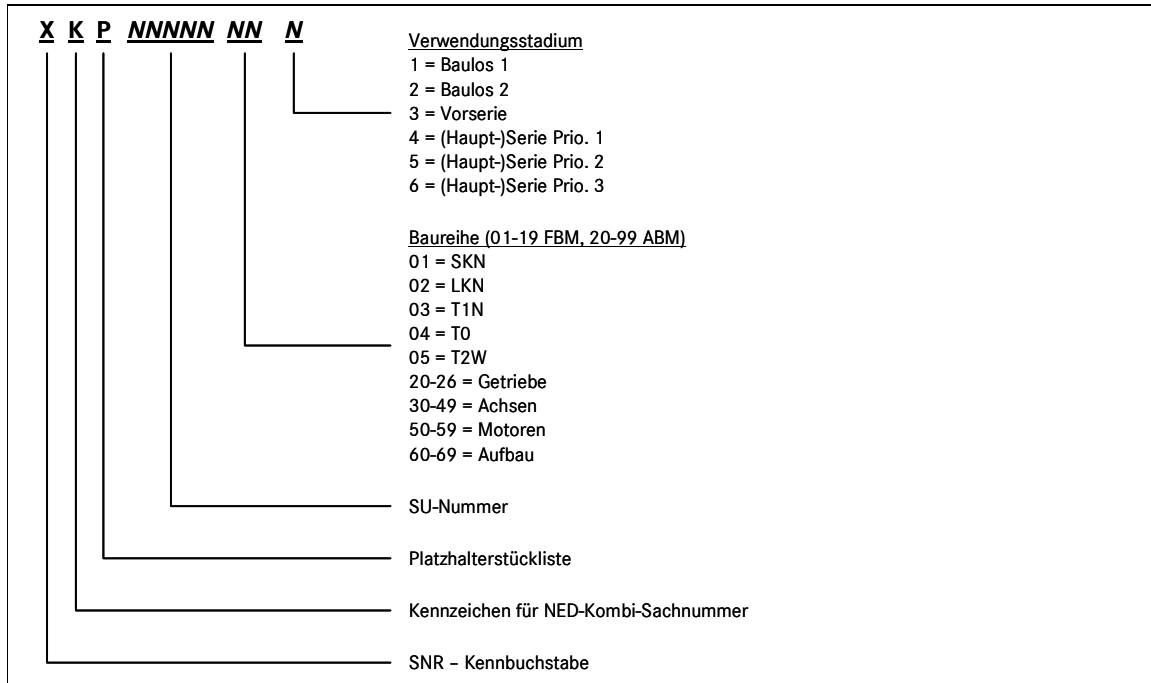 X K P NNNNN NN N
Verwendungsstadium
1 = Baulos 1
2 = Baulos 2
3 = Vorserie
4 = (Haupt-)Serie Prio. 1
5 = (Haupt-)Serie Prio. 2
6 = (Haupt-)Serie Prio. 3
Baureihe (01-19 FBM, 20-99 ABM)
01 = SKN
02 = LKN
03 = T1N
04 = T0
05 = T2W
20-26 = Getriebe
30-49 = Achsen
50-59 = Motoren
60-69 = Aufbau
SU-Nummer
Platzhalterstückliste
Kennzeichen für NED-Kombi-Sachnummer
SNR – Kennbuchstabe